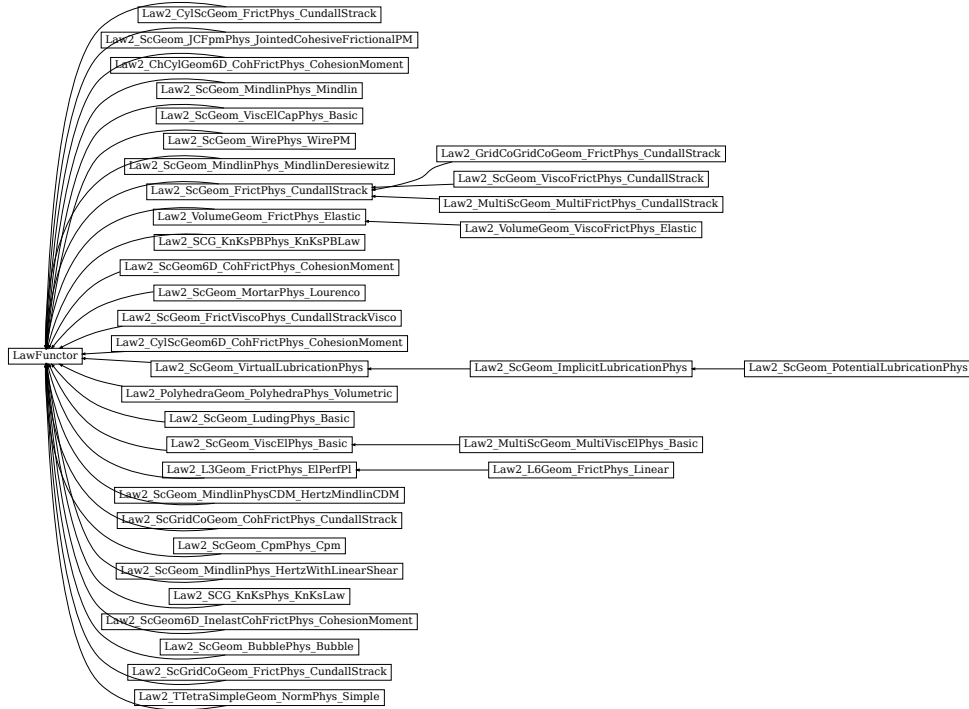 Law2_CylScGeom_FrictPhys_CundallStrack
Law2_ScGeom_JCFpmPhys_JointedCohesiveFrictionalPM
Law2_ChCylGeom6D_CohFrictPhys_CohesionMoment
Law2_ScGeom_MindlinPhys_Mindlin
Law2_ScGeom_ViscElCapPhys_Basic
Law2_ScGeom_WirePhys_WirePM
Law2_GridCoGridCoGeom_FrictPhys_CundallStrack
Law2_ScGeom_MindlinPhys_MindlinDeresiewitz
Law2_ScGeom_ViscoFrictPhys_CundallStrack
Law2_ScGeom_FrictPhys_CundallStrack
Law2_MultiScGeom_MultiFrictPhys_CundallStrack
Law2_VolumeGeom_FrictPhys_Elastic
Law2_VolumeGeom_ViscoFrictPhys_Elastic
Law2_SCG_KnKsPBPhys_KnKsPBLaw
Law2_ScGeom6D_CohFrictPhys_CohesionMoment
Law2_ScGeom_MortarPhys_Lourenco
Law2_ScGeom_FrictViscoPhys_CundallStrackVisco
Law2_CylScGeom6D_CohFrictPhys_CohesionMoment
LawFunctor
Law2_ScGeom_VirtualLubricationPhys
Law2_ScGeom_ImplicitLubricationPhys
Law2_ScGeom_PotentialLubricationPhys
Law2_PolyhedraGeom_PolyhedraPhys_Volumetric
Law2_ScGeom_LudingPhys_Basic
Law2_ScGeom_ViscElPhys_Basic
Law2_MultiScGeom_MultiViscElPhys_Basic
Law2_L3Geom_FrictPhys_ElPerfPl
Law2_L6Geom_FrictPhys_Linear
Law2_ScGeom_MindlinPhysCDM_HertzMindlinCDM
Law2_ScGridCoGeom_CohFrictPhys_CundallStrack
Law2_ScGeom_CpmPhys_Cpm
Law2_ScGeom_MindlinPhys_HertzWithLinearShear
Law2_SCG_KnKsPhys_KnKsLaw
Law2_ScGeom6D_InelastCohFrictPhys_CohesionMoment
Law2_ScGeom_BubblePhys_Bubble
Law2_ScGridCoGeom_FrictPhys_CundallStrack
Law2_TTetraSimpleGeom_NormPhys_Simple